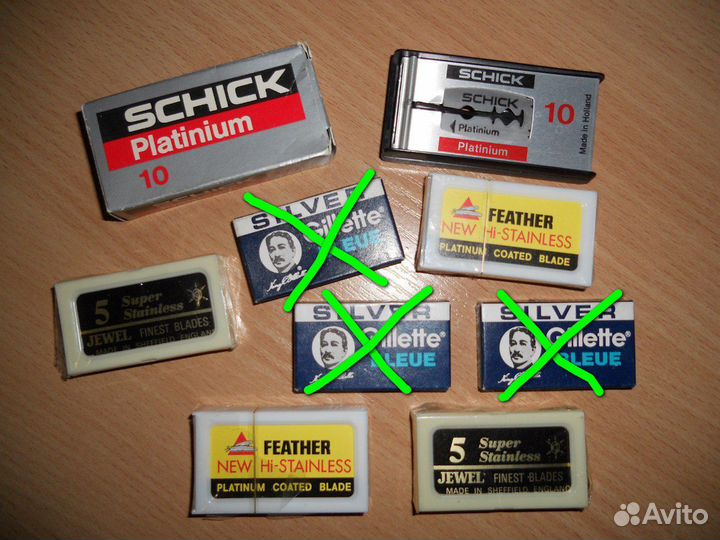 SCHICK
Platinium
10
SCHICK
SCHICK
Platinium
Platinium
10
Made in Holland
SILVER
Gillette®
BLEUE
FEATHER
NEW Hi-STAINLESS
PLATINUM COATED BLADE
5 Super
Stainless
JEWEL FINEST BLADES
MADE IN SHEFFIELD, ENGLAND
SILVER
Gillette®
BLEUE
SILVER
Gillette®
BLEUE
FEATHER
NEW Hi-STAINLESS
PLATINUM COATED BLADE
5 Super
Stainless
JEWEL FINEST BLADES
MADE IN SHEFFIELD, ENGLAND
Avito